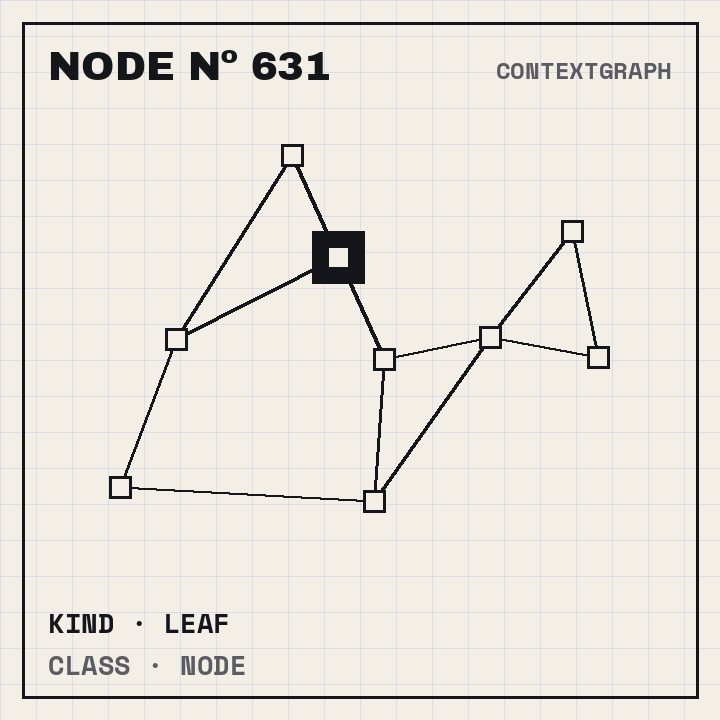 NODE Nº 631
CONTEXTGRAPH
KIND · LEAF
CLASS · NODE